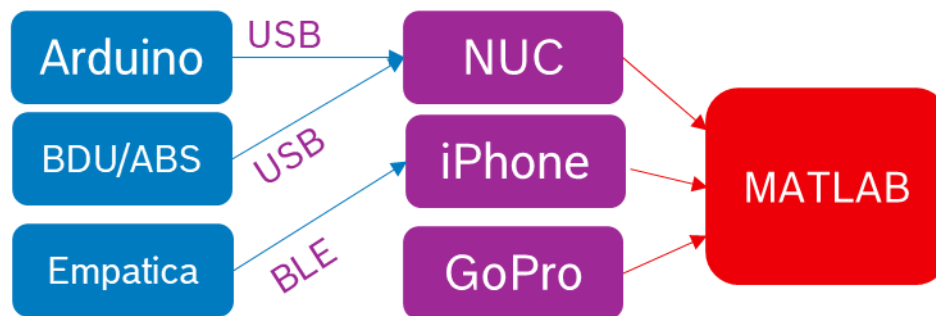 Arduino
USB
NUC
BDU/ABS
USB
iPhone
MATLAB
Empatica
BLE
GoPro